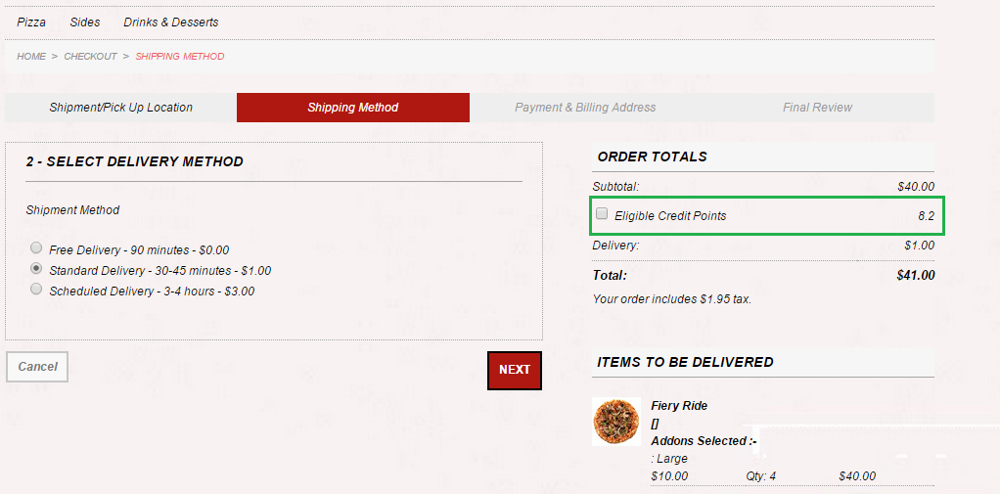 Pizza Sides Drinks & Desserts
HOME > CHECKOUT > SHIPPING METHOD
Shipment/Pick Up Location Shipping Method Payment & Billing Address Final Review
2 - SELECT DELIVERY METHOD
Shipment Method
Free Delivery - 90 minutes - $0.00
Standard Delivery - 30-45 minutes - $1.00
Scheduled Delivery - 3-4 hours - $3.00
Cancel NEXT
ORDER TOTALS
Subtotal: $40.00
Eligible Credit Points 8.2
Delivery: $1.00
Total: $41.00
Your order includes $1.95 tax.
ITEMS TO BE DELIVERED
Fiery Ride
[]
Addons Selected :-
: Large
$10.00 Qty: 4 $40.00